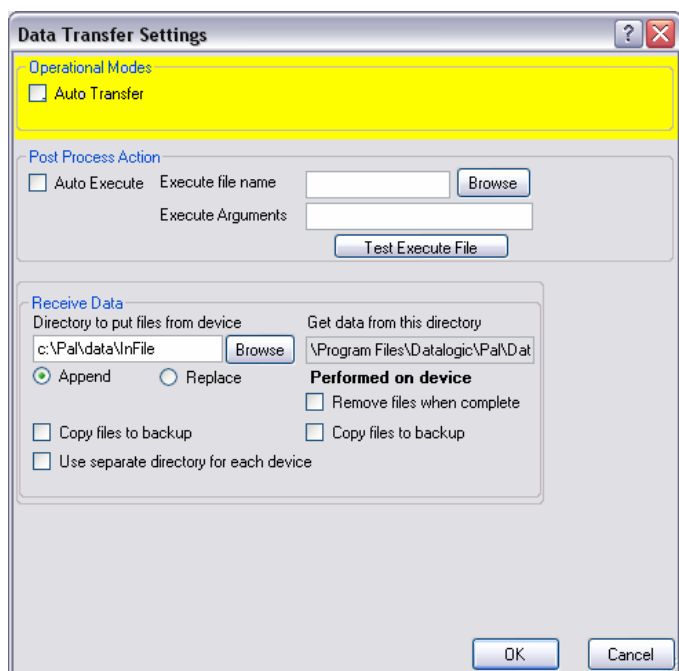 Data Transfer Settings
Operational Modes
Auto Transfer
Post Process Action
Auto Execute Execute file name Browse
Execute Arguments
Test Execute File
Receive Data
Directory to put files from device Get data from this directory
c:\Pal\data\InFile Browse \Program Files\Datalogic\Pal\Dat
Append Replace Performed on device
Remove files when complete
Copy files to backup Copy files to backup
Use separate directory for each device
OK Cancel